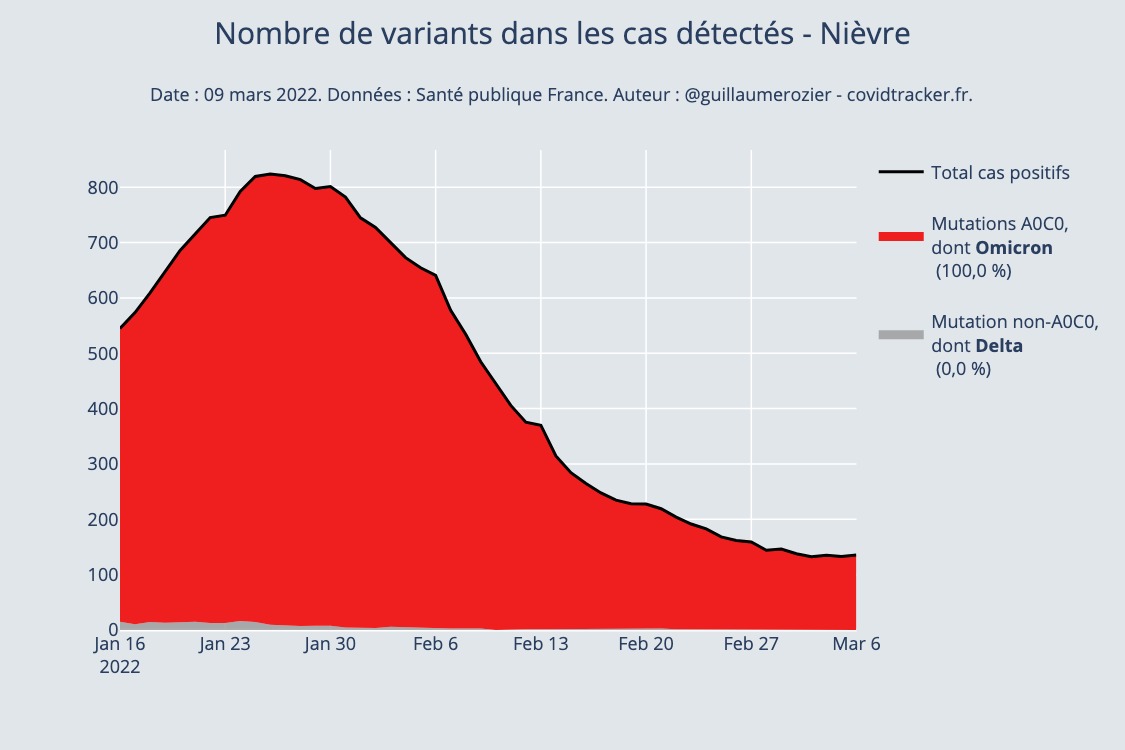 Nombre de variants dans les cas détectés - Nièvre
Date : 09 mars 2022. Données : Santé publique France. Auteur : @guillaumerozier - covidtracker.fr.
Total cas positifs
Mutations A0C0,
dont Omicron
(100,0 %)
Mutation non-A0C0,
dont Delta
(0,0 %)
800
700
600
500
400
300
200
100
0
Jan 16 Jan 23 Jan 30 Feb 6 Feb 13 Feb 20 Feb 27 Mar 6
2022